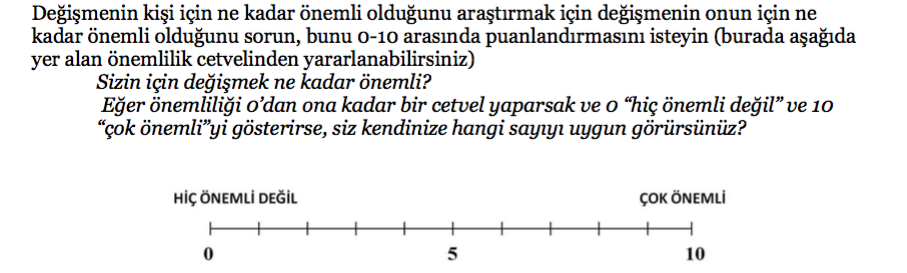 Değişmenin kişi için ne kadar önemli olduğunu araştırmak için değişmenin onun için ne
kadar önemli olduğunu sorun, bunu 0-10 arasında puanlandırmasını isteyin (burada aşağıda
yer alan önemlilik cetvelinden yararlanabilirsiniz)
Sizin için değişmek ne kadar önemli?
Eğer önemliliği 0’dan ona kadar bir cetvel yaparsak ve 0 “hiç önemli değil” ve 10
“çok önemli”yi gösterirse, siz kendinize hangi sayıyı uygun görürsünüz?
HİÇ ÖNEMLİ DEĞİL ÇOK ÖNEMLİ
0 5 10